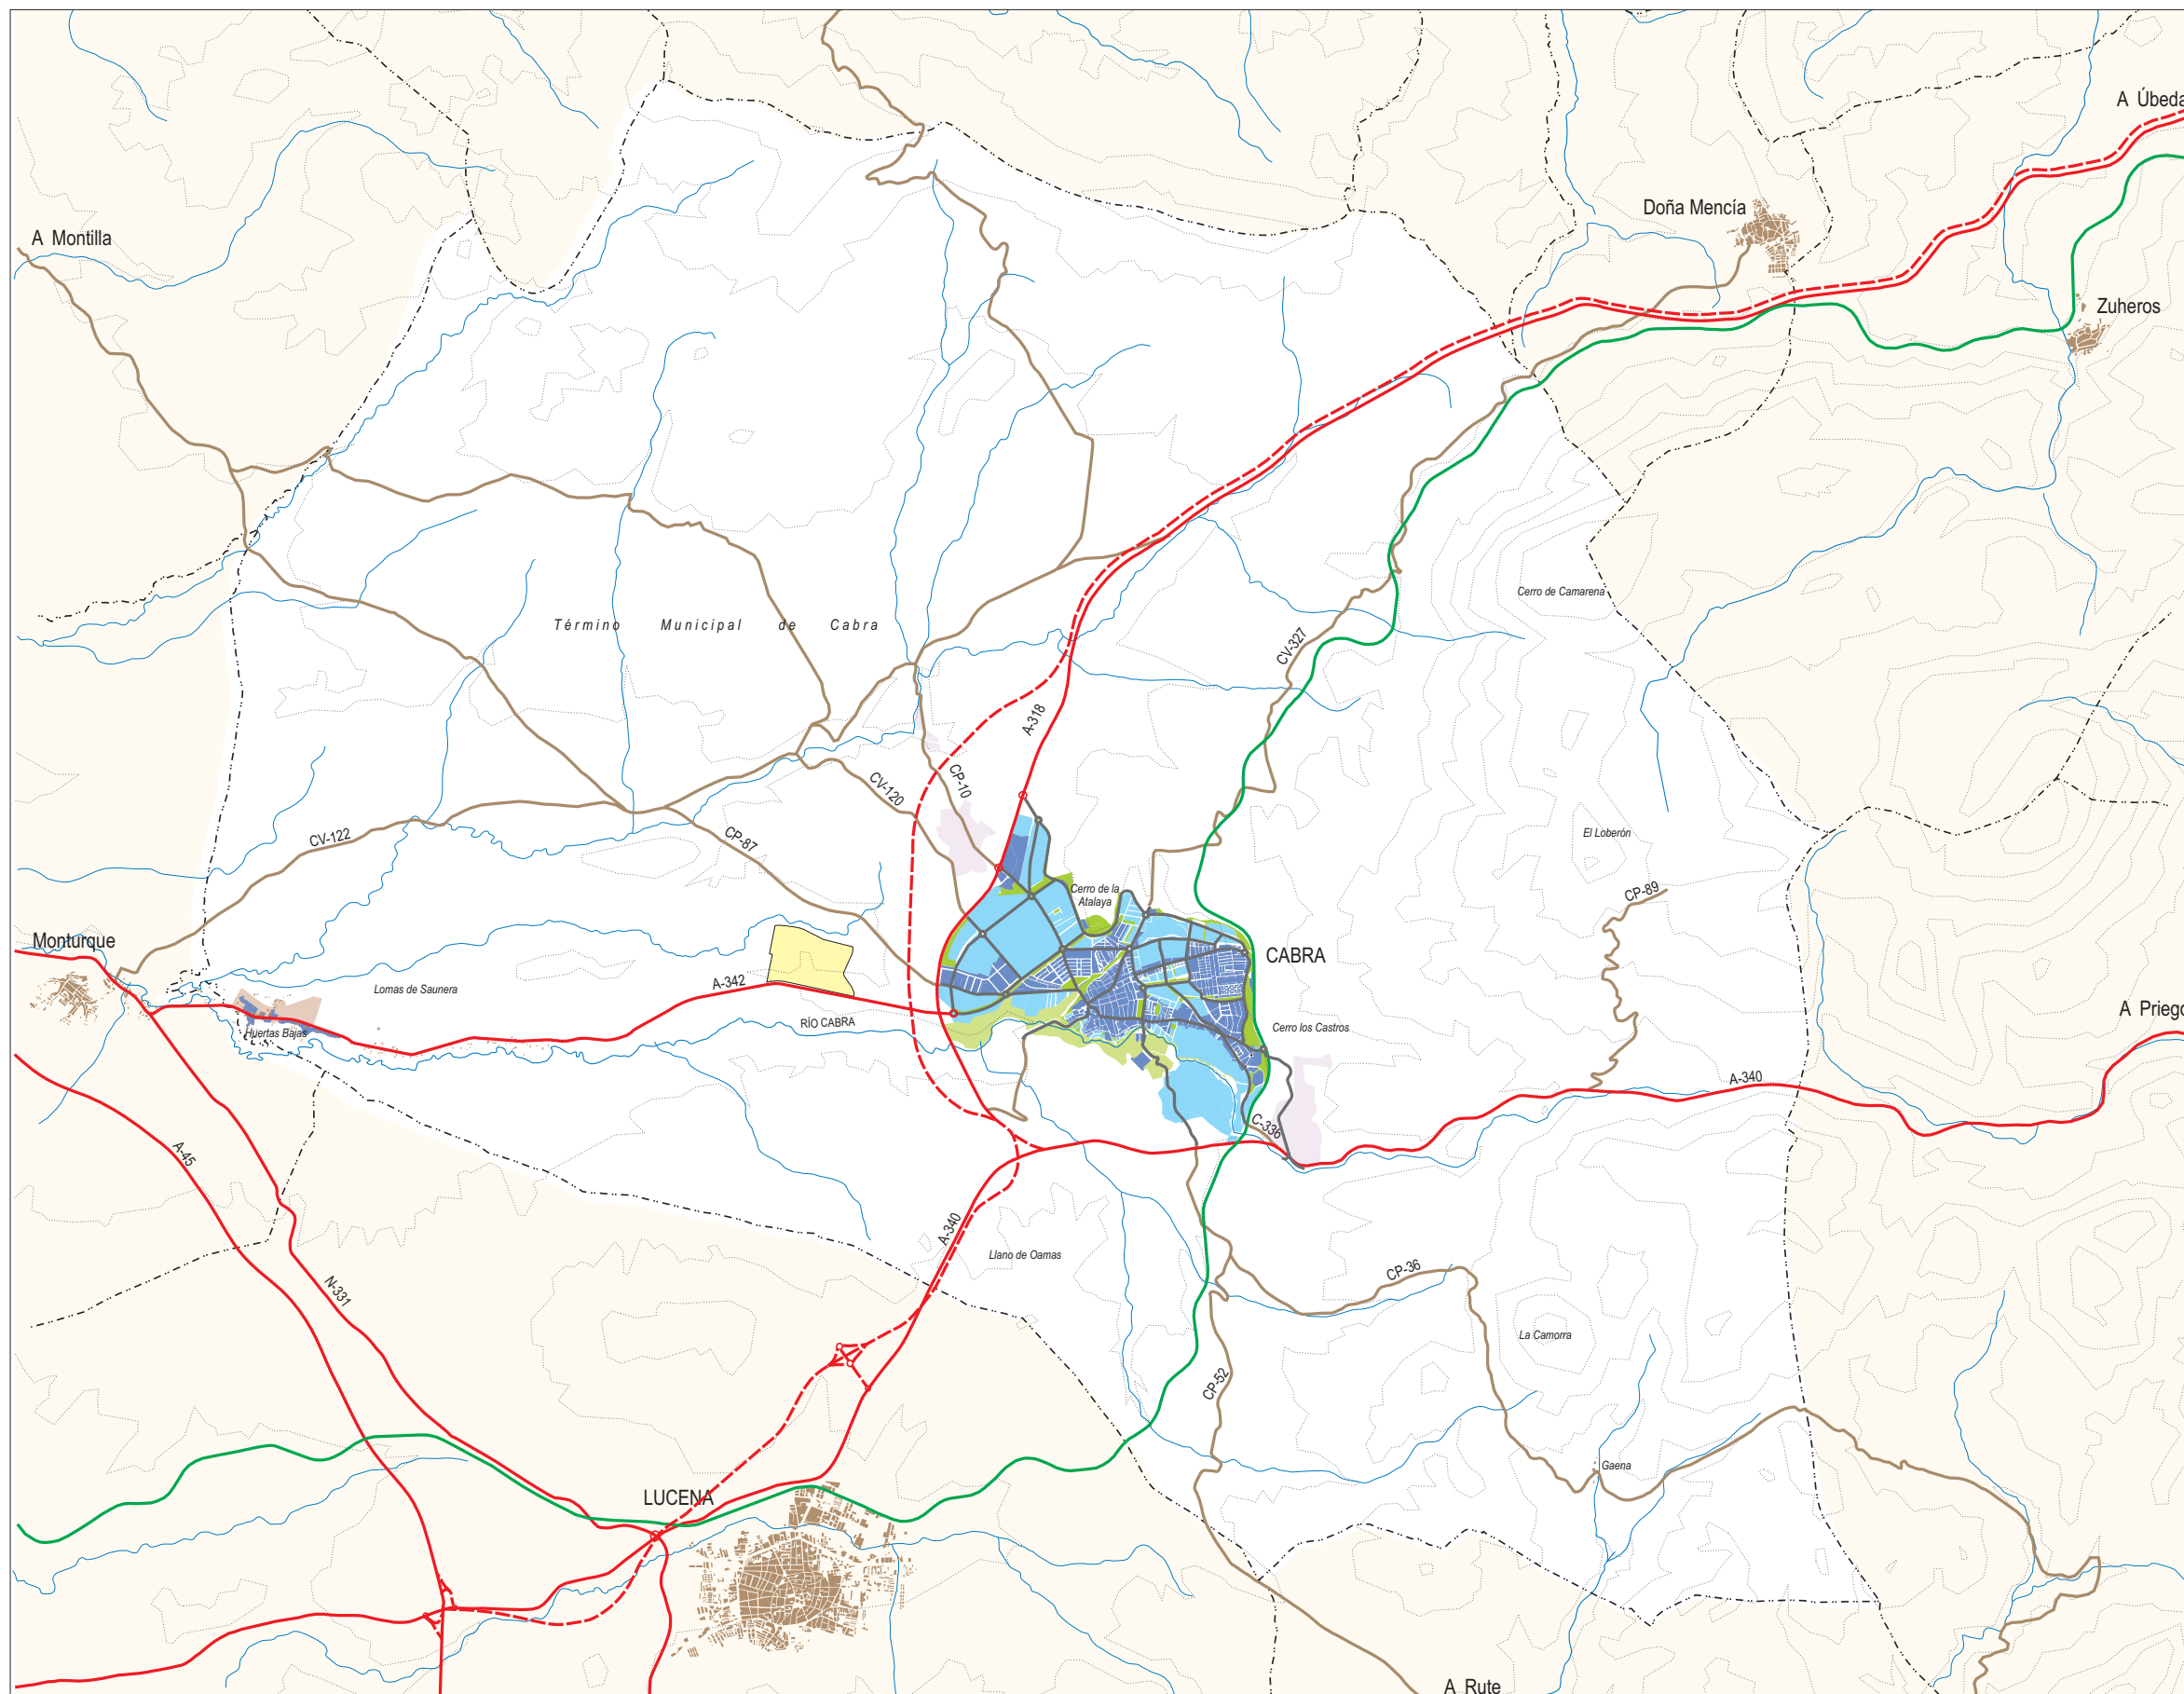 A Úbeda
Doña Mencía
A Montilla
Zuheros
Cerro de Camarena
Término Municipal de Cabra
CV-327
A-318
CP-10
CV-120
CV-122
CP-87
El Loberón
Cerro de la
Atalaya
CP-89
Monturque
CABRA
A-342
Lomas de Saunera
RÍO CABRA
Huertas Bajas
Cerro los Castros
A Priego
A-340
C-336
A-45
A-340
Llano de Oamas
CP-36
N-331
La Camorra
CP-52
Gaena
LUCENA
A Rute